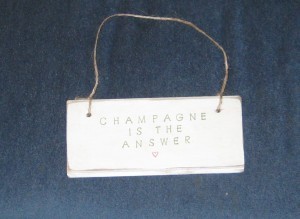 CHAMPAGNE
IS THE
ANSWER
♡